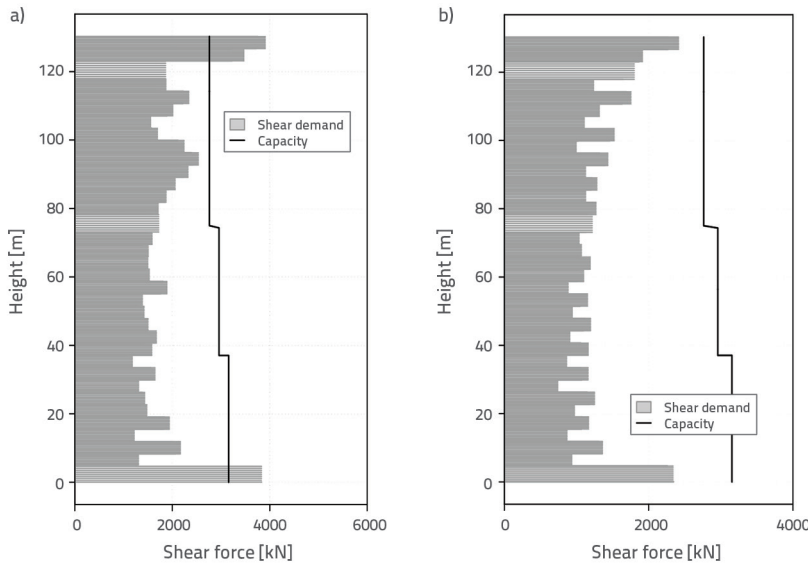 a)
120
100
80
60
40
20
0
Height [m]
0 2000 4000 6000
Shear force [kN]
Shear demand
Capacity
b)
120
100
80
60
40
20
0
Height [m]
0 2000 4000
Shear force [kN]
Shear demand
Capacity